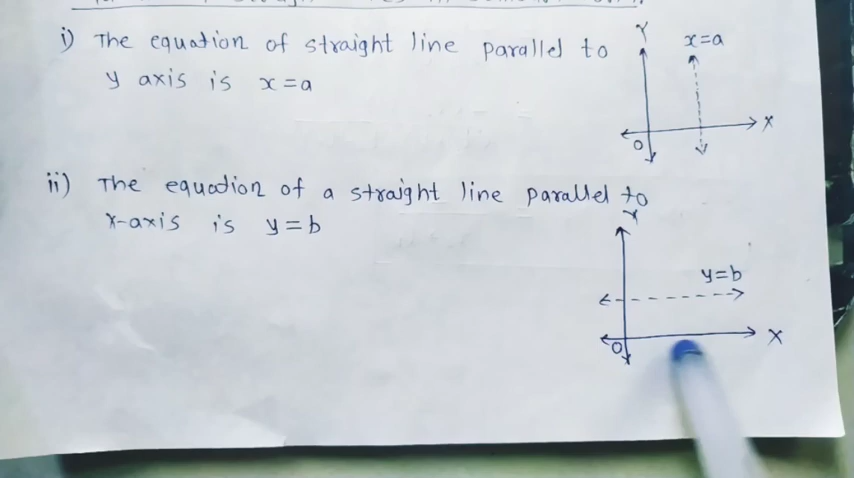 i) The equation of straight line parallel to
y axis is x=a
Y
x=a
X
O
ii) The equation of a straight line parallel to
x-axis is y=b
Y
y=b
X
O